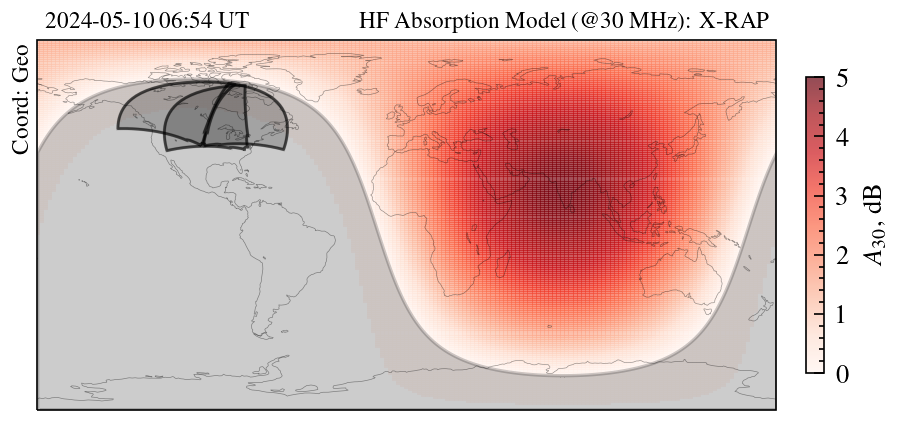 2024-05-10 06:54 UT
HF Absorption Model (@30 MHz): X-RAP
Coord: Geo
5
4
3
2
1
0
A₃₀, dB